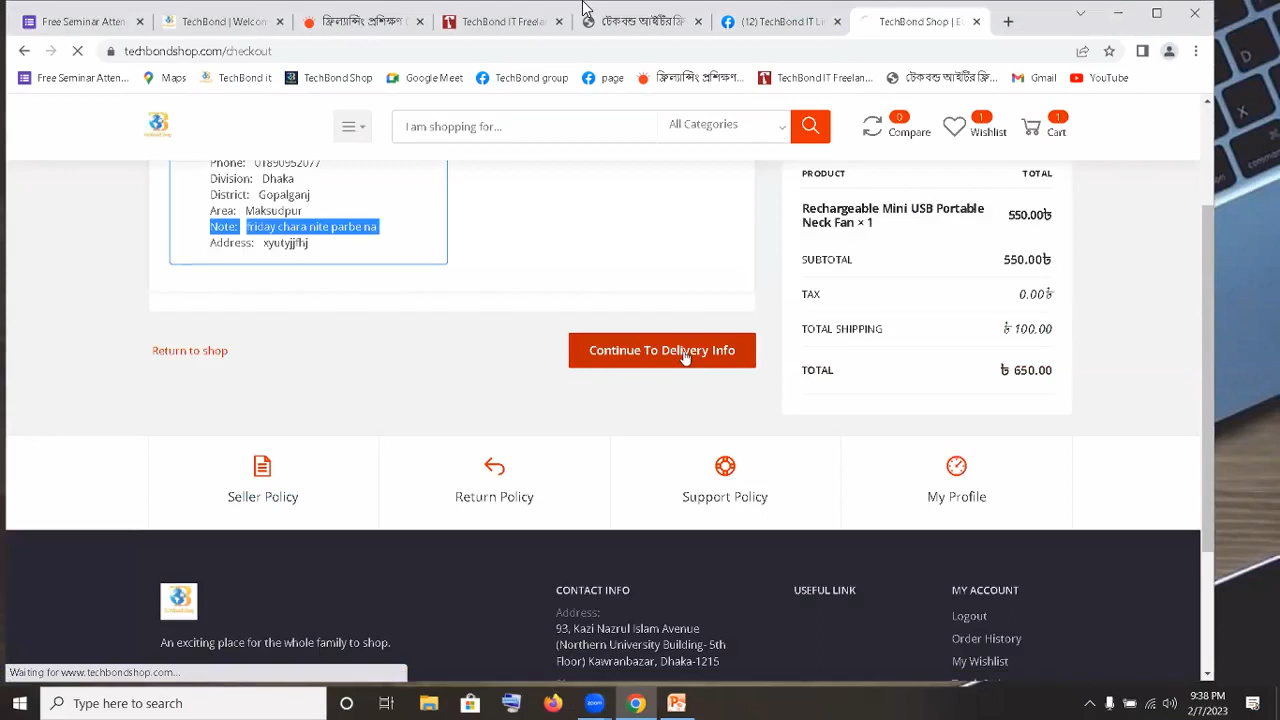 Free Seminar Atten
TechBond | Welcom
ফ্রিল্যান্সিং প্রশিক্ষণ
TechBond IT Freela
টেকবন্ড আইটির ফ্রি
(12) TechBond IT Li
TechBond Shop | E
techbondshop.com/checkout
Free Seminar Atten...
Maps
TechBond it
TechBond Shop
Google Meet
TechBond group
page
ফ্রিল্যান্সিং প্রশিক্ষ...
TechBond IT Freelan...
টেকবন্ড আইটির ফ্রি...
Gmail
YouTube
I am shopping for...
All Categories
0
Compare
1
Wishlist
1
Cart
Phone: 01890952077
Division: Dhaka
District: Gopalganj
Area: Maksudpur
Note: friday chara nite parbe na
Address: xyutyjjfhj
PRODUCT TOTAL
Rechargeable Mini USB Portable
Neck Fan × 1 550.00৳
SUBTOTAL 550.00৳
TAX 0.00৳
TOTAL SHIPPING ৳ 100.00
TOTAL ৳ 650.00
Return to shop
Continue To Delivery Info
Seller Policy
Return Policy
Support Policy
My Profile
An exciting place for the whole family to shop.
CONTACT INFO
Address:
93, Kazi Nazrul Islam Avenue
(Northern University Building- 5th
Floor) Kawranbazar, Dhaka-1215
USEFUL LINK
MY ACCOUNT
Logout
Order History
My Wishlist
Waiting for www.techbondshop.com...
Type here to search
zoom
9:38 PM
2/7/2023